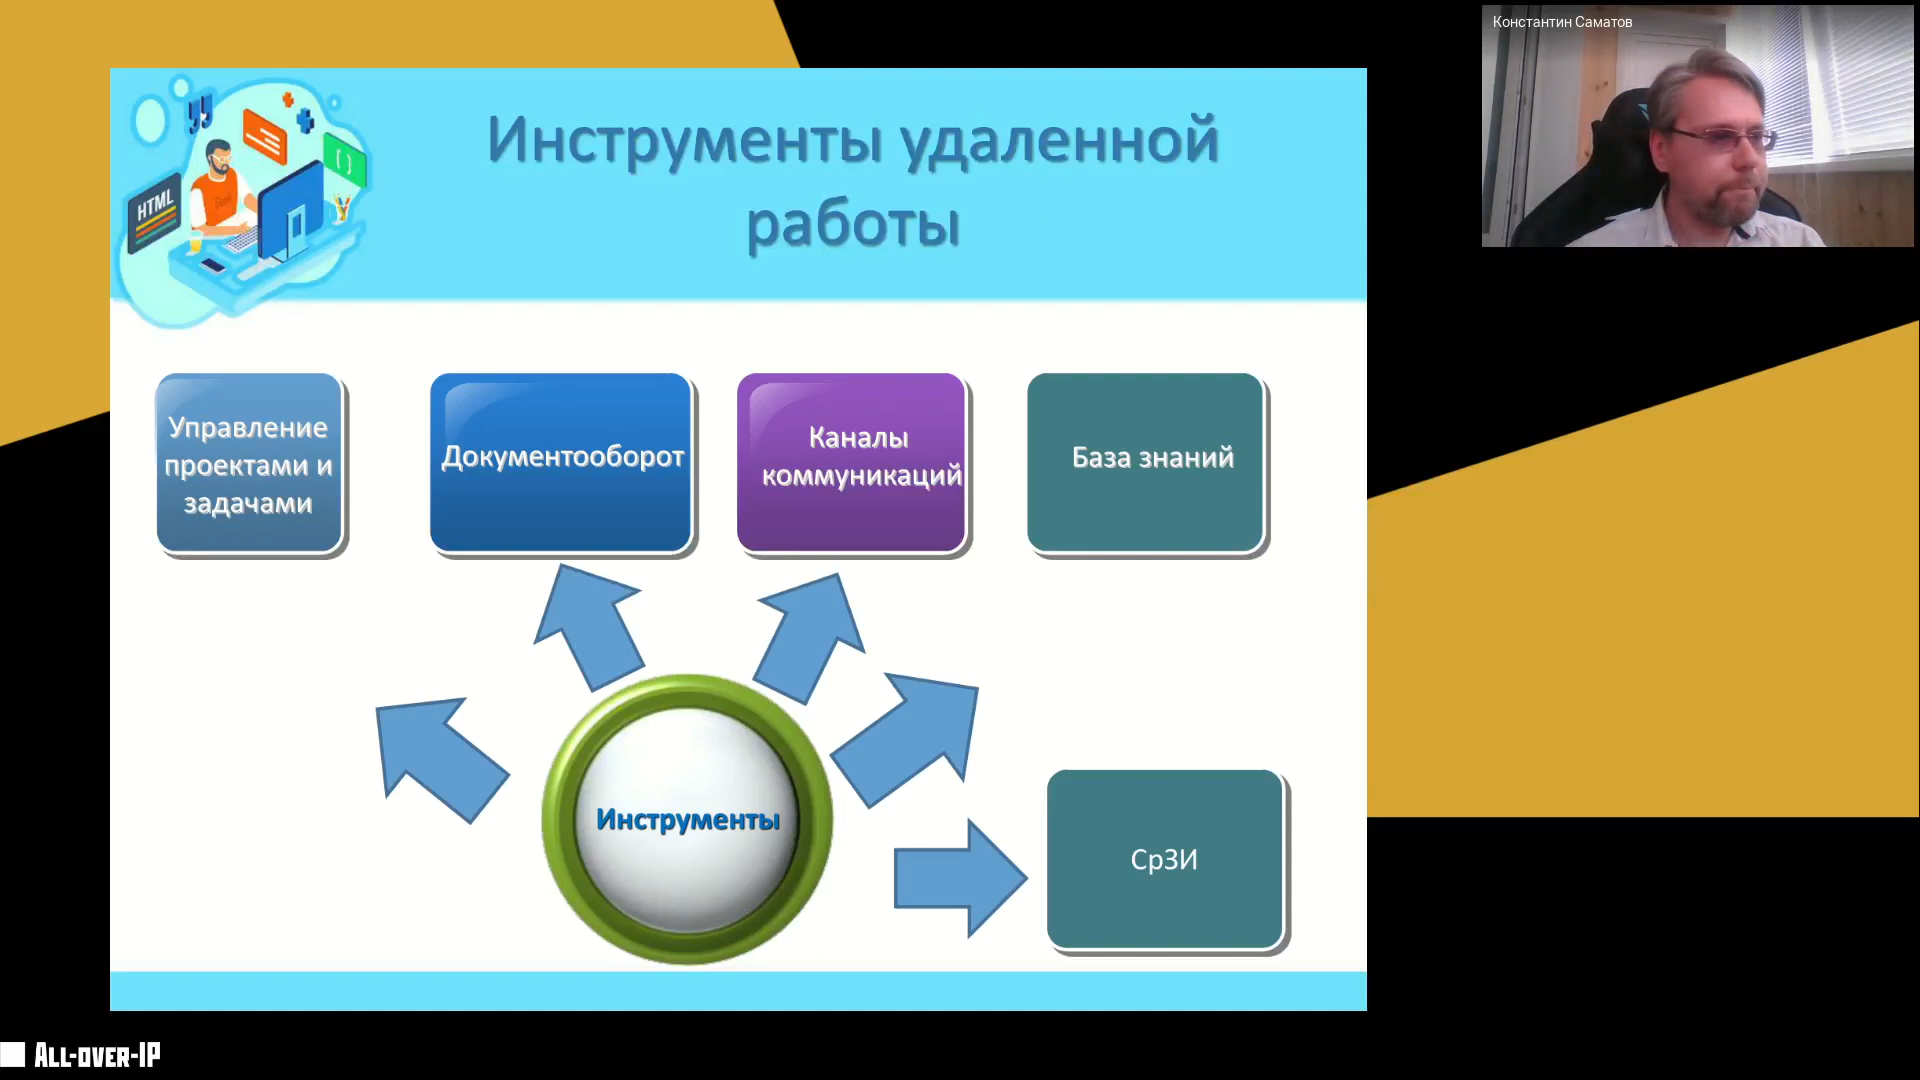 Константин Саматов
Инструменты удаленной
работы
HTML
Управление
проектами и
задачами
Документооборот
Каналы
коммуникаций
База знаний
Инструменты
СрЗИ
ALL-OVER-IP